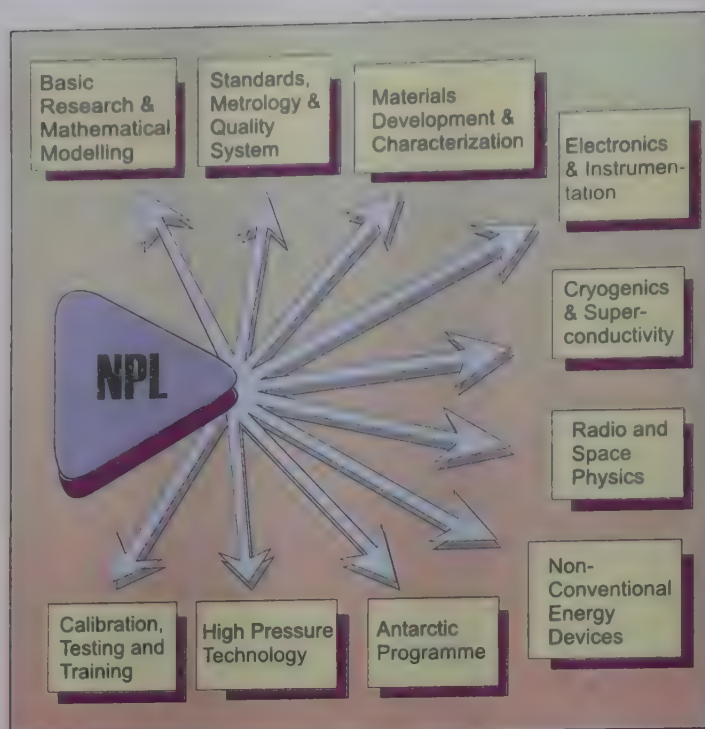 Basic
Research &
Mathematical
Modelling
Standards,
Metrology &
Quality
System
Materials
Development &
Characterization
Electronics
& Instrumen-
tation
Cryogenics
& Super-
conductivity
NPL
Radio and
Space
Physics
Non-
Conventional
Energy
Devices
Calibration,
Testing and
Training
High Pressure
Technology
Antarctic
Programme